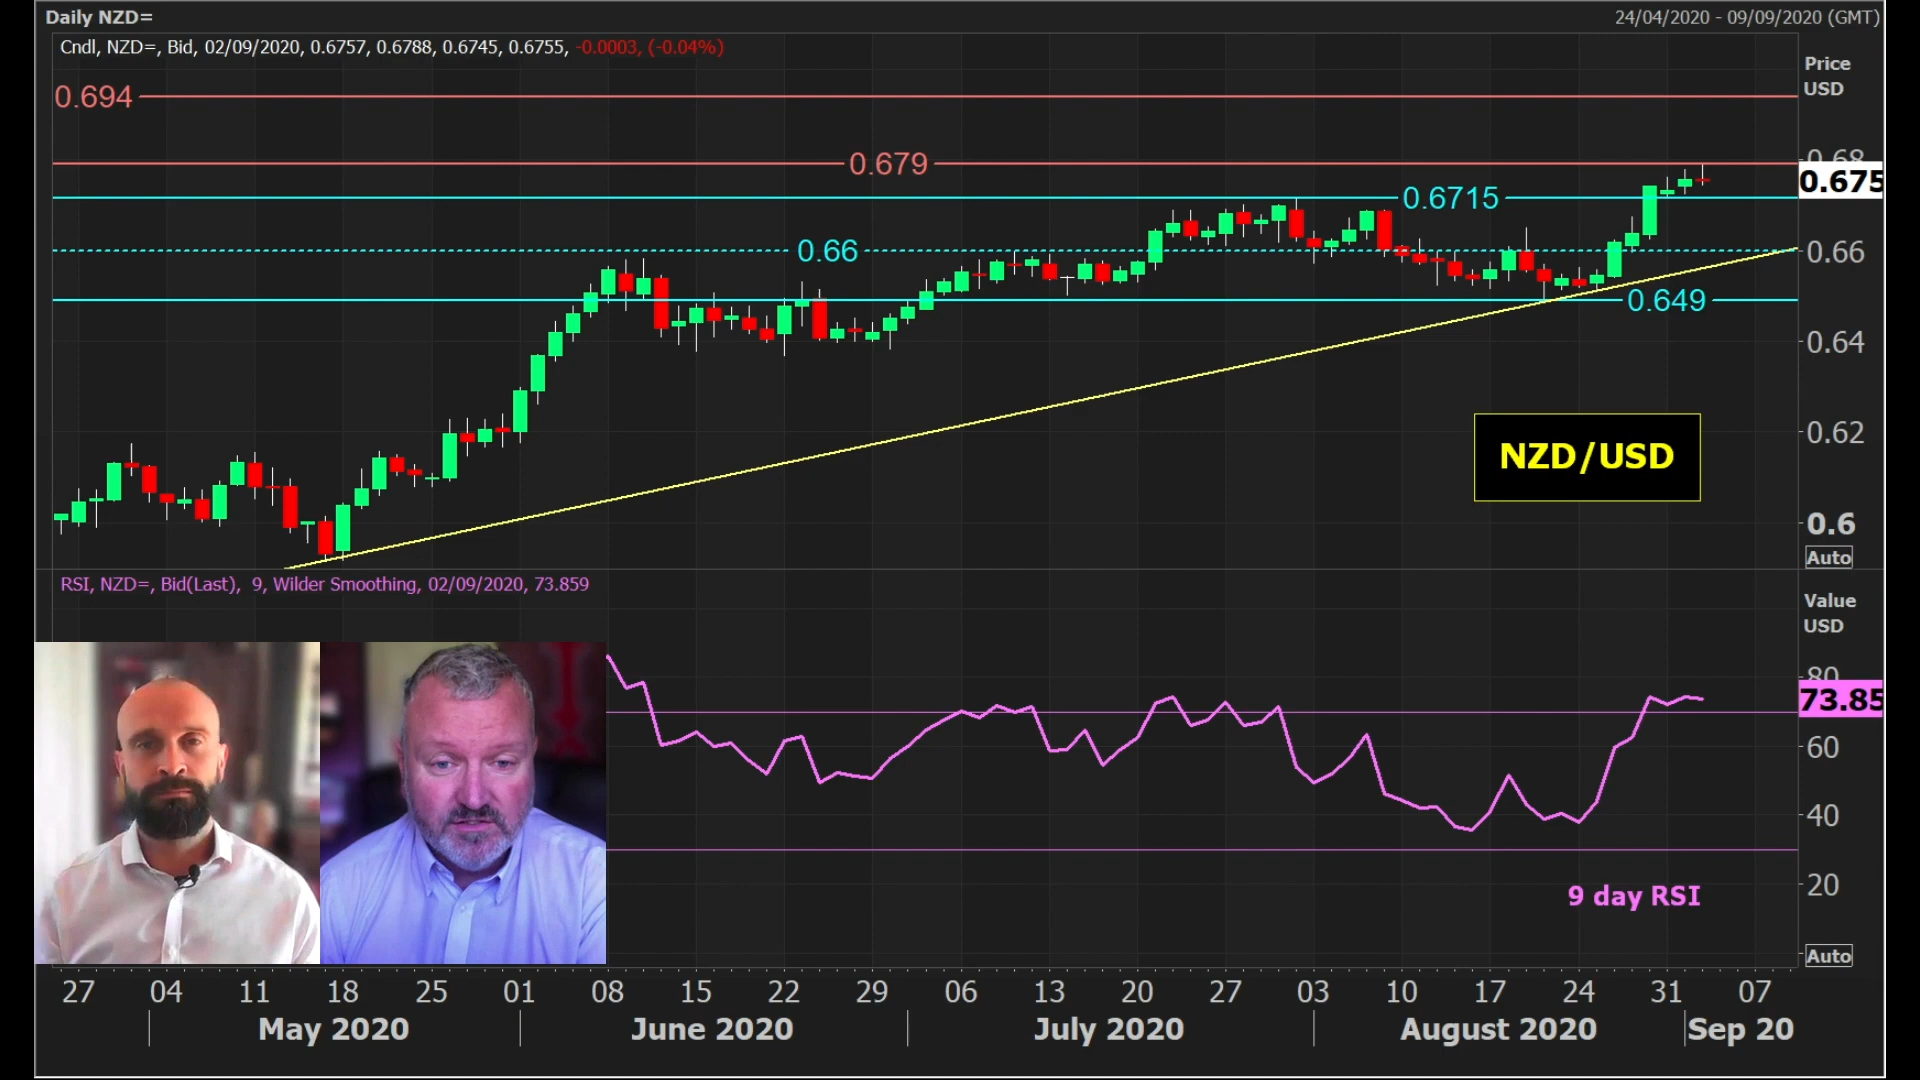 Daily NZD=
24/04/2020 - 09/09/2020 (GMT)
Cndl, NZD=, Bid, 02/09/2020, 0.6757, 0.6788, 0.6745, 0.6755, -0.0003, (-0.04%)
Price
USD
0.694
0.679
0.68
0.675
0.6715
0.66
0.66
0.649
0.64
0.62
NZD/USD
0.6
Auto
RSI, NZD=, Bid(Last), 9, Wilder Smoothing, 02/09/2020, 73.859
Value
USD
80
73.85
60
40
20
9 day RSI
Auto
27 04 11 18 25 01 08 15 22 29 06 13 20 27 03 10 17 24 31 07
May 2020 June 2020 July 2020 August 2020 Sep 20